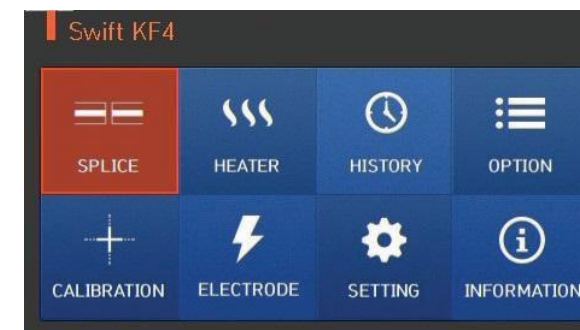 Swift KF4
SPLICE HEATER HISTORY OPTION
CALIBRATION ELECTRODE SETTING INFORMATION